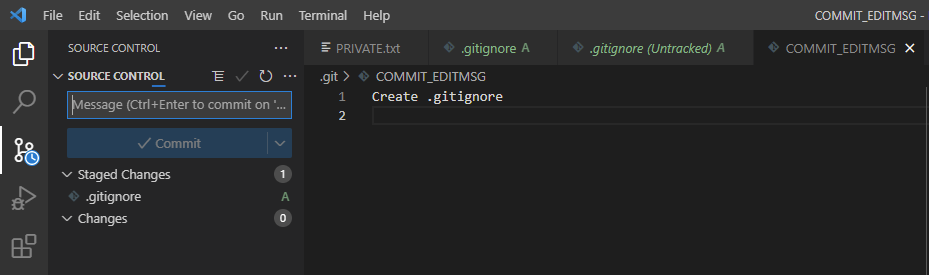 File Edit Selection View Go Run Terminal Help COMMIT_EDITMSG -
SOURCE CONTROL ···
PRIVATE.txt
.gitignore A
.gitignore (Untracked) A
COMMIT_EDITMSG
SOURCE CONTROL
.git > COMMIT_EDITMSG
Message (Ctrl+Enter to commit on '...
1 Create .gitignore
2
Commit
Staged Changes 1
.gitignore A
Changes 0